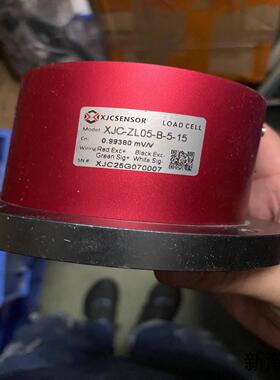 XJCSENSOR LOAD CELL
Model: XJC-ZL05-B-5-15
Cn: 0.99380 mV/V
Wiring: Red Exc+ Black Exc-
Green Sig+ White Sig-
SN # XJC25G070007